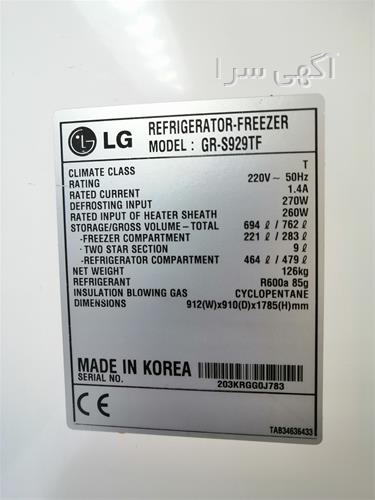 آگهی سرا
LG REFRIGERATOR-FREEZER
MODEL : GR-S929TF
CLIMATE CLASS T
RATING 220V~ 50Hz
RATED CURRENT 1.4A
DEFROSTING INPUT 270W
RATED INPUT OF HEATER SHEATH 260W
STORAGE/GROSS VOLUME-TOTAL 694 ℓ / 762 ℓ
-FREEZER COMPARTMENT 221 ℓ / 283 ℓ
-TWO STAR SECTION 9 ℓ
-REFRIGERATOR COMPARTMENT 464 ℓ / 479 ℓ
NET WEIGHT 126kg
REFRIGERANT R600a 85g
INSULATION BLOWING GAS CYCLOPENTANE
DIMENSIONS 912(W)x910(D)x1785(H)mm
MADE IN KOREA
SERIAL NO. 203KRGG0J783
CE
TAB34636433